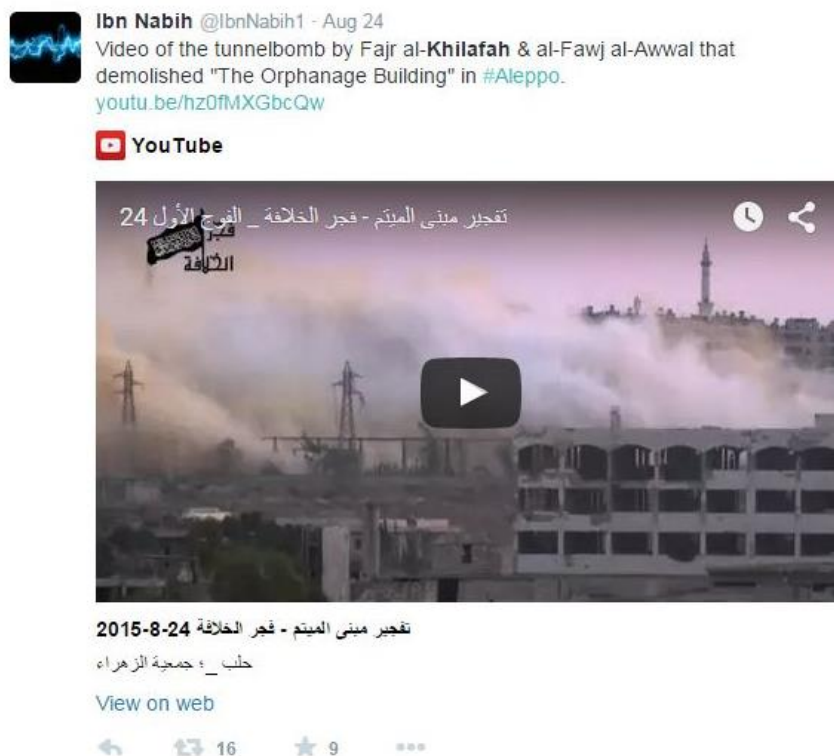 Ibn Nabih @IbnNabih1 · Aug 24
Video of the tunnelbomb by Fajr al-Khilafah & al-Fawj al-Awwal that
demolished "The Orphanage Building" in #Aleppo.
youtu.be/hz0fMXGbcQw
YouTube
تفجير مبنى الميتم - فجر الخلافة _ الفوج الأول 24
فجر
الخلافة
تفجير مبنى الميتم - فجر الخلافة 24-8-2015
حلب _؛ جمعية الزهراء
View on web
16 9